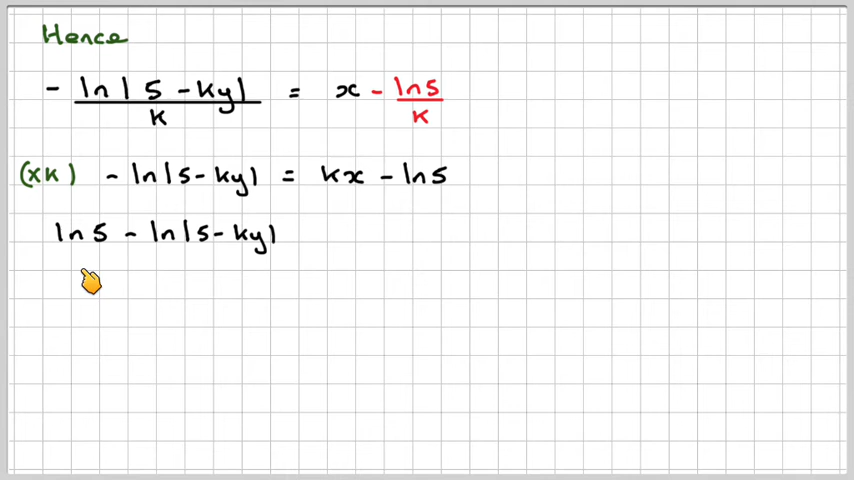 Hence
- ln|5-ky|/k = x - ln5/k
(xk) - ln|5-ky| = kx - ln5
ln5 - ln|5-ky|